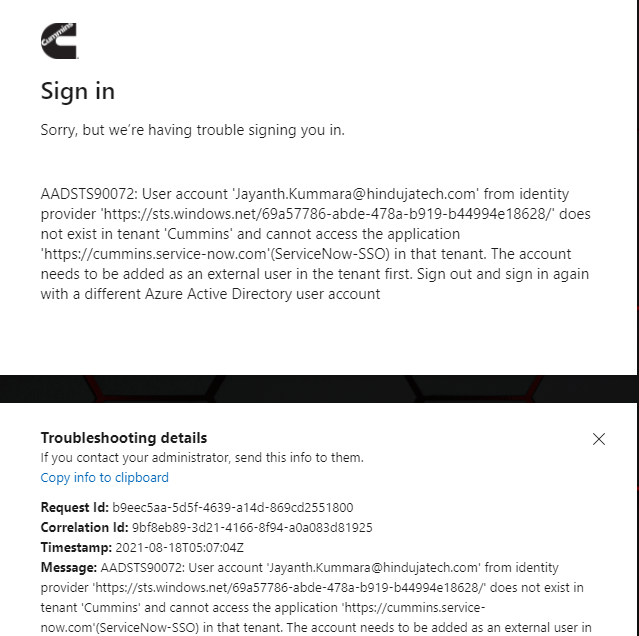 Cummins
Sign in
Sorry, but we're having trouble signing you in.
AADSTS90072: User account 'Jayanth.Kummara@hindujatech.com' from identity
provider 'https://sts.windows.net/69a57786-abde-478a-b919-b44994e18628/' does
not exist in tenant 'Cummins' and cannot access the application
'https://cummins.service-now.com'(ServiceNow-SSO) in that tenant. The account
needs to be added as an external user in the tenant first. Sign out and sign in again
with a different Azure Active Directory user account
Troubleshooting details
If you contact your administrator, send this info to them.
Copy info to clipboard
Request Id: b9eec5aa-5d5f-4639-a14d-869cd2551800
Correlation Id: 9bf8eb89-3d21-4166-8f94-a0a083d81925
Timestamp: 2021-08-18T05:07:04Z
Message: AADSTS90072: User account 'Jayanth.Kummara@hindujatech.com' from identity
provider 'https://sts.windows.net/69a57786-abde-478a-b919-b44994e18628/' does not exist in
tenant 'Cummins' and cannot access the application 'https://cummins.service-
now.com'(ServiceNow-SSO) in that tenant. The account needs to be added as an external user in